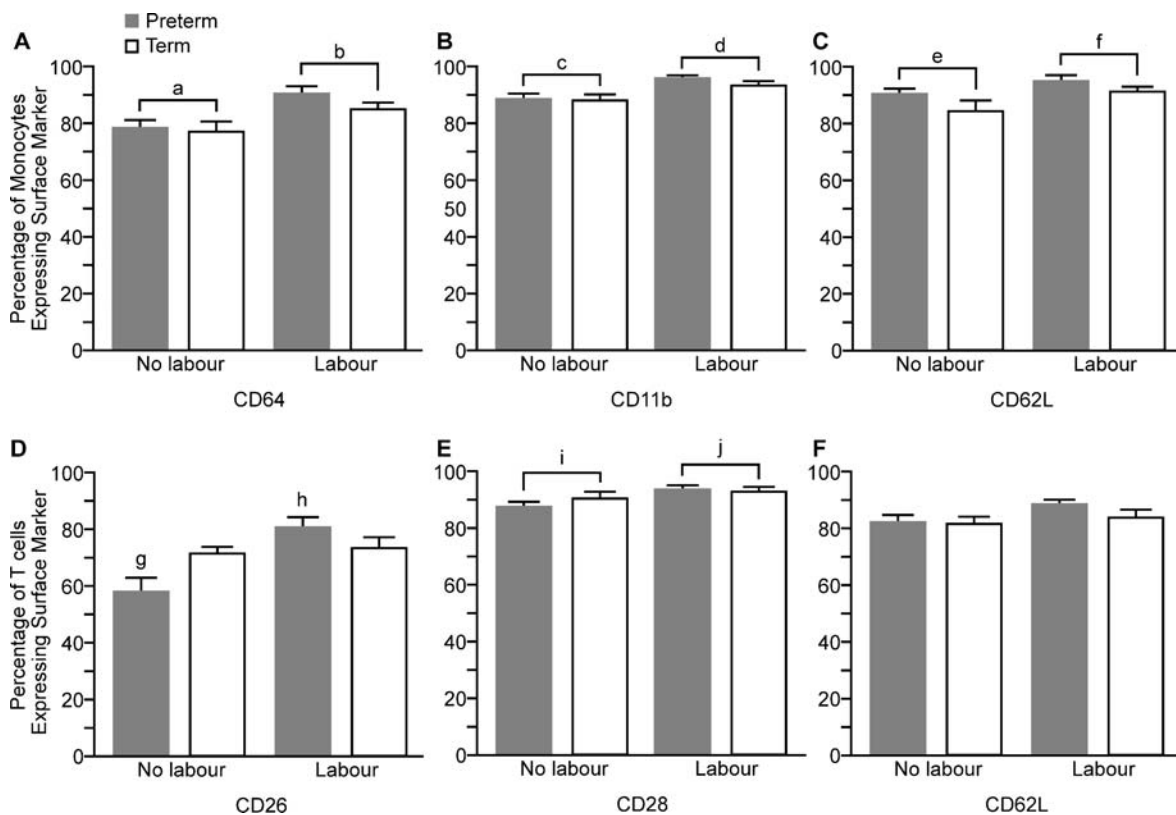 Preterm
Term
A
B
C
a
b
c
d
e
f
Percentage of Monocytes
Expressing Surface Marker
100
80
60
40
20
0
100
80
60
40
20
0
100
80
60
40
20
0
No labour Labour
No labour Labour
No labour Labour
CD64
CD11b
CD62L
D
E
F
g
h
i
j
Percentage of T cells
Expressing Surface Marker
100
80
60
40
20
0
100
80
60
40
20
0
100
80
60
40
20
0
No labour Labour
No labour Labour
No labour Labour
CD26
CD28
CD62L